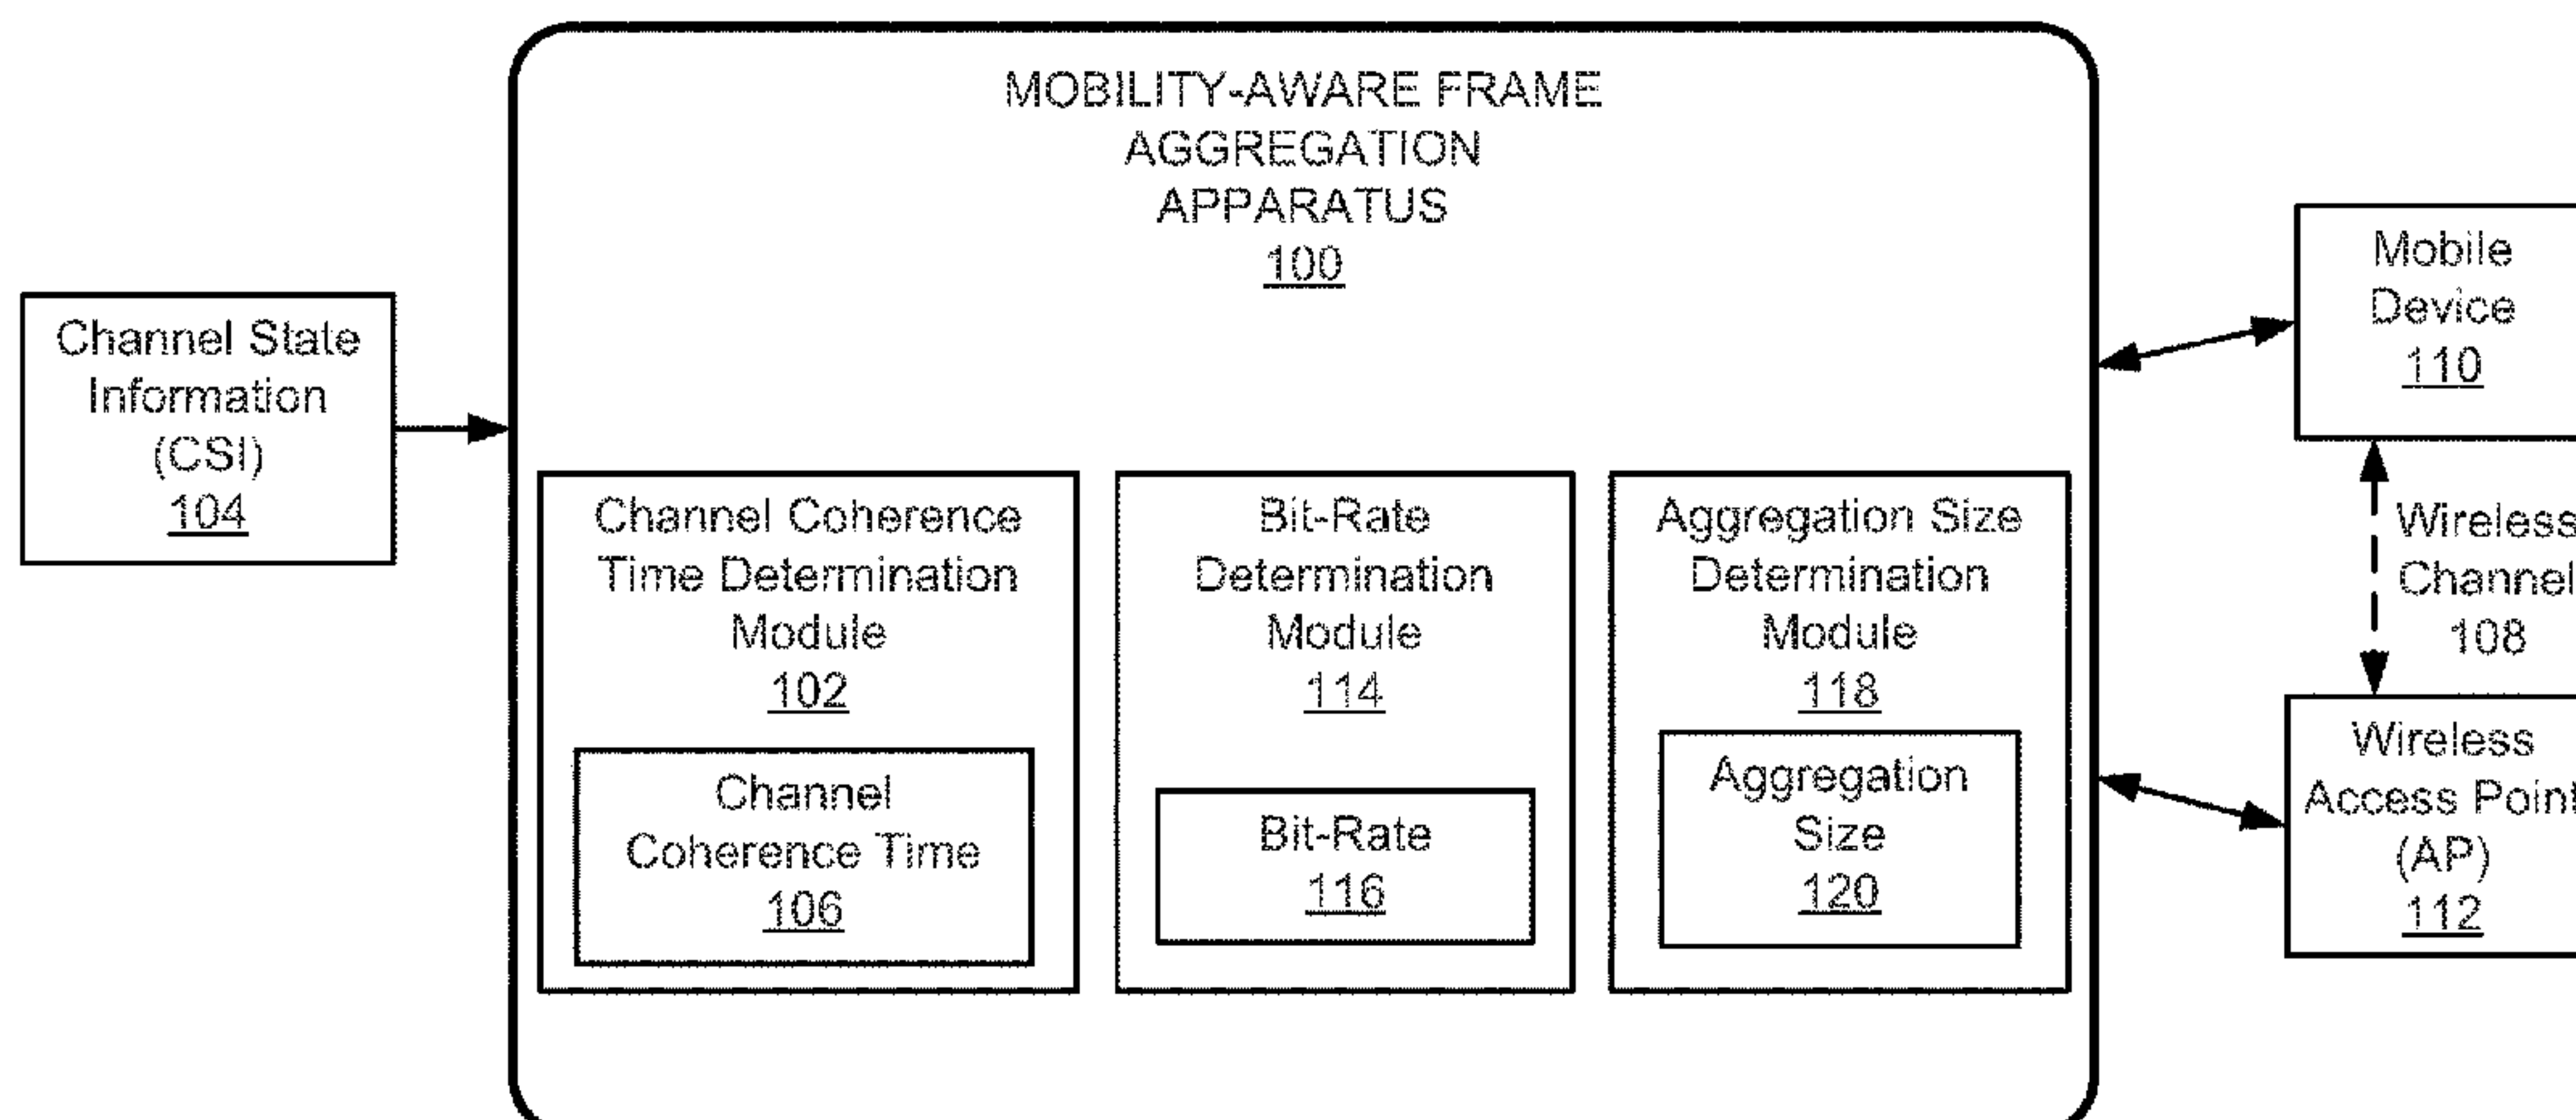 MOBILITY-AWARE FRAME
AGGREGATION
APPARATUS
100
Channel State
Information
(CSI)
104
Channel Coherence
Time Determination
Module
102
Channel
Coherence Time
106
Bit-Rate
Determination
Module
114
Bit-Rate
116
Aggregation Size
Determination
Module
118
Aggregation
Size
120
Mobile
Device
110
Wireless
Channel
108
Wireless
Access Point
(AP)
112